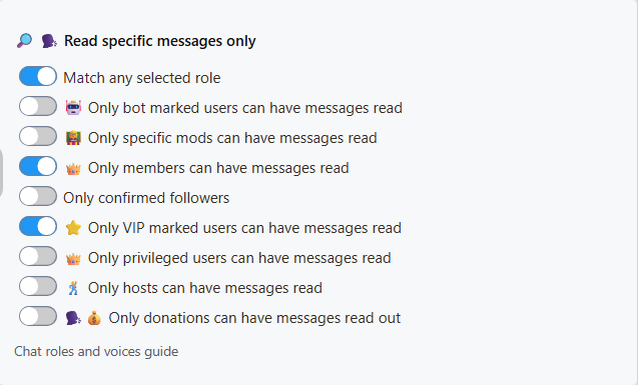 Read specific messages only
Match any selected role
Only bot marked users can have messages read
Only specific mods can have messages read
Only members can have messages read
Only confirmed followers
Only VIP marked users can have messages read
Only privileged users can have messages read
Only hosts can have messages read
Only donations can have messages read out
Chat roles and voices guide